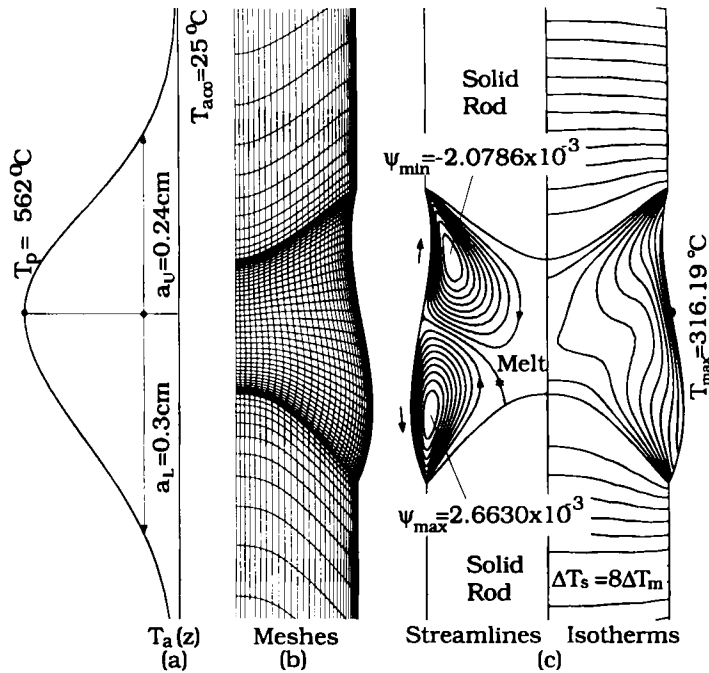 T_a∞=25 °C
T_p = 562 °C
a_U=0.24cm
a_L=0.3cm
T_a(z)
(a)
Meshes
(b)
Solid
Rod
ψ_min=-2.0786x10^-3
Melt
ψ_max=2.6630x10^-3
Solid
Rod
T_max=316.19 °C
ΔT_s=8ΔT_m
Streamlines
Isotherms
(c)